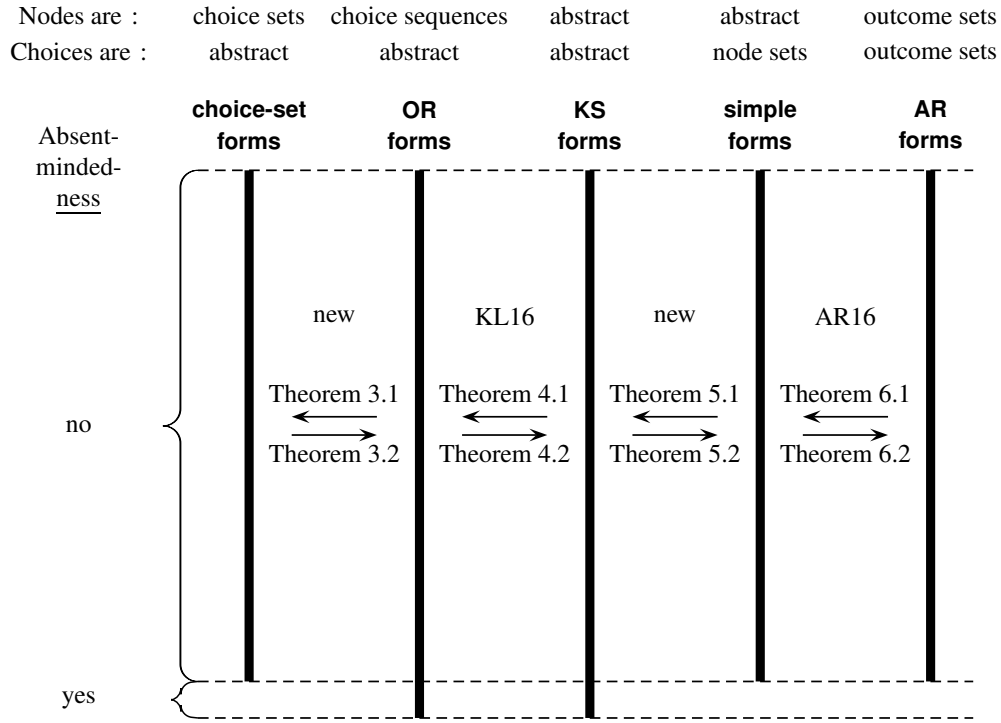 Nodes are : choice sets choice sequences abstract abstract outcome sets
Choices are : abstract abstract abstract node sets outcome sets
choice-set OR KS simple AR
forms forms forms forms forms
Absent-
minded-
ness
new KL16 new AR16
Theorem 3.1 Theorem 4.1 Theorem 5.1 Theorem 6.1
no
Theorem 3.2 Theorem 4.2 Theorem 5.2 Theorem 6.2
yes